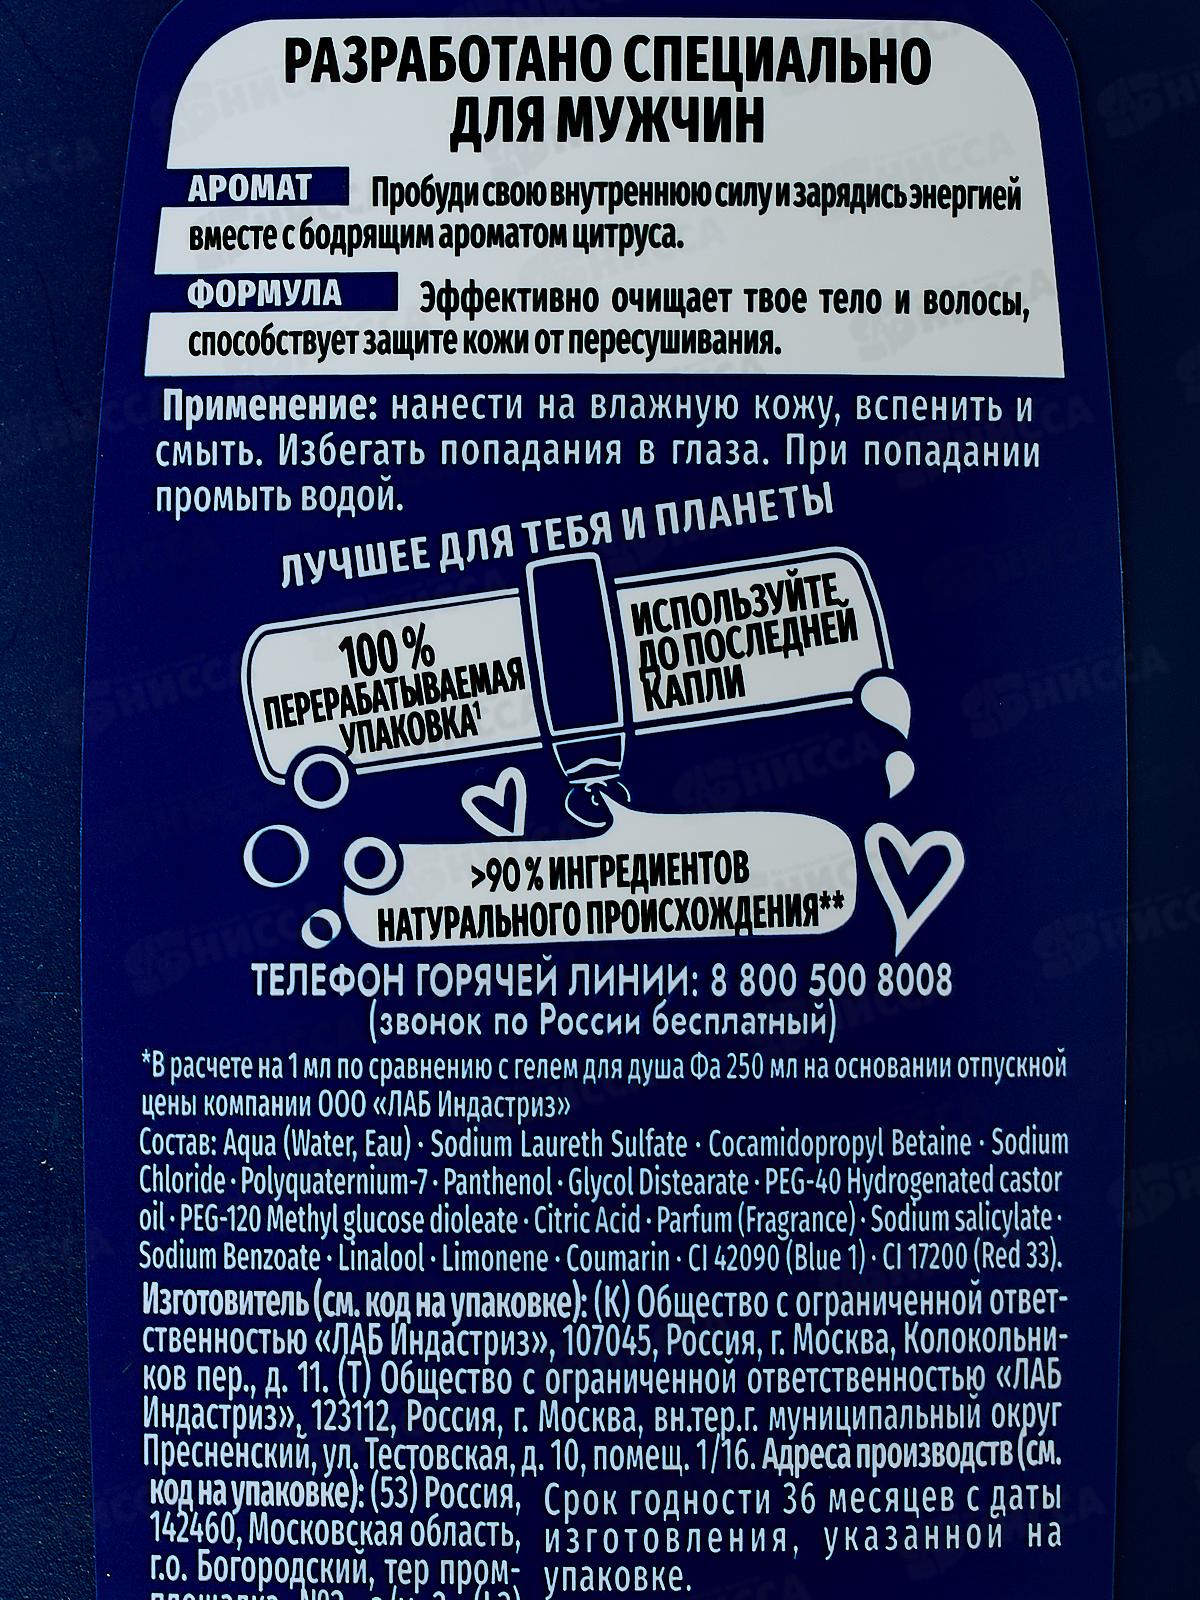 РАЗРАБОТАНО СПЕЦИАЛЬНО
ДЛЯ МУЖЧИН
АРОМАТ Пробуди свою внутреннюю силу и зарядись энергией
вместе с бодрящим ароматом цитруса.
ФОРМУЛА Эффективно очищает твое тело и волосы,
способствует защите кожи от пересушивания.
Применение: нанести на влажную кожу, вспенить и
смыть. Избегать попадания в глаза. При попадании
промыть водой.
ЛУЧШЕЕ ДЛЯ ТЕБЯ И ПЛАНЕТЫ
100 %
ПЕРЕРАБАТЫВАЕМАЯ
УПАКОВКА¹
ИСПОЛЬЗУЙТЕ
ДО ПОСЛЕДНЕЙ
КАПЛИ
>90 % ИНГРЕДИЕНТОВ
НАТУРАЛЬНОГО ПРОИСХОЖДЕНИЯ**
ТЕЛЕФОН ГОРЯЧЕЙ ЛИНИИ: 8 800 500 8008
(звонок по России бесплатный)
*В расчете на 1 мл по сравнению с гелем для душа Фа 250 мл на основании отпускной
цены компании ООО «ЛАБ Индастриз»
Состав: Aqua (Water, Eau) · Sodium Laureth Sulfate · Cocamidopropyl Betaine · Sodium
Chloride · Polyquaternium-7 · Panthenol · Glycol Distearate · PEG-40 Hydrogenated castor
oil · PEG-120 Methyl glucose dioleate · Citric Acid · Parfum (Fragrance) · Sodium salicylate ·
Sodium Benzoate · Linalool · Limonene · Coumarin · CI 42090 (Blue 1) · CI 17200 (Red 33).
Изготовитель (см. код на упаковке): (К) Общество с ограниченной ответ-
ственностью «ЛАБ Индастриз», 107045, Россия, г. Москва, Колокольни-
ков пер., д. 11. (Т) Общество с ограниченной ответственностью «ЛАБ
Индастриз», 123112, Россия, г. Москва, вн.тер.г. муниципальный округ
Пресненский, ул. Тестовская, д. 10, помещ. 1/16. Адреса производств (см.
код на упаковке): (53) Россия,
142460, Московская область,
г.о. Богородский, тер пром-
Срок годности 36 месяцев с даты
изготовления, указанной на
упаковке.